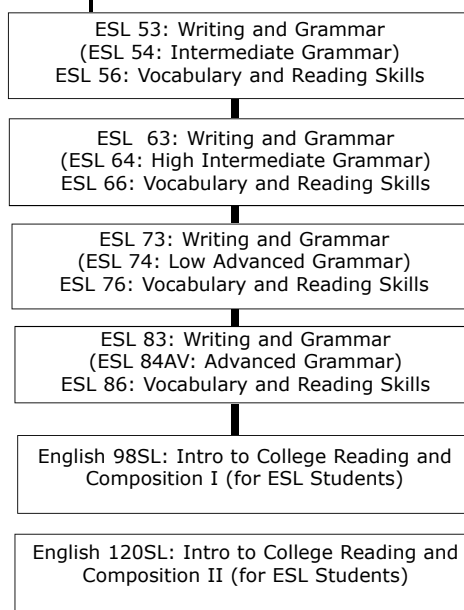 ESL 53: Writing and Grammar
(ESL 54: Intermediate Grammar)
ESL 56: Vocabulary and Reading Skills
ESL 63: Writing and Grammar
(ESL 64: High Intermediate Grammar)
ESL 66: Vocabulary and Reading Skills
ESL 73: Writing and Grammar
(ESL 74: Low Advanced Grammar)
ESL 76: Vocabulary and Reading Skills
ESL 83: Writing and Grammar
(ESL 84AV: Advanced Grammar)
ESL 86: Vocabulary and Reading Skills
English 98SL: Intro to College Reading and
Composition I (for ESL Students)
English 120SL: Intro to College Reading and
Composition II (for ESL Students)